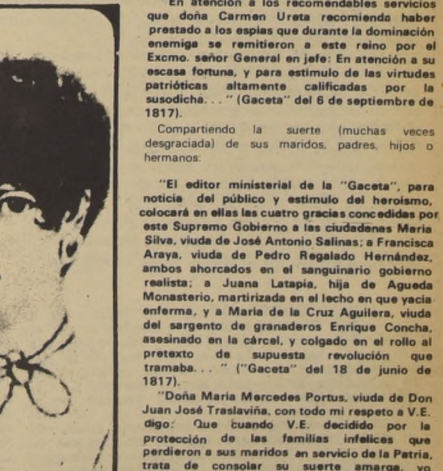 "En atención a los recomendables servicios
que doña Carmen Ureta recomienda haber
prestado a los espías que durante la dominación
enemiga se remitieron a este reino por el
Excmo. señor General en jefe: En atención a su
escasa fortuna, y para estímulo de las virtudes
patrióticas altamente calificadas por la
susodicha. . . " (Gaceta" del 6 de septiembre de
1817).
Compartiendo la suerte (muchas veces
desgraciada) de sus maridos, padres, hijos o
hermanos:
"El editor ministerial de la "Gaceta", para
noticia del público y estímulo del heroísmo,
colocará en ellas las cuatro gracias concedidas por
este Supremo Gobierno a las ciudadanas María
Silva, viuda de José Antonio Salinas; a Francisca
Araya, viuda de Pedro Regalado Hernández,
ambos ahorcados en el sanguinario gobierno
realista; a Juana Latapia, hija de Agueda
Monasterio, martirizada en el lecho en que yacía
enferma, y a María de la Cruz Aguilera, viuda
del sargento de granaderos Enrique Concha,
asesinado en la cárcel, y colgado en el rollo al
pretexto de supuesta revolución que
tramaba. . . " ("Gaceta" del 18 de junio de
1817).
"Doña María Mercedes Portus, viuda de Don
Juan José Traslaviña, con todo mi respeto a V.E.
digo: Que cuando V.E. decidido por la
protección de las familias infelices que
perdieron a sus maridos an servicio de la Patria,
trata de consolar su suerte amarga, yo